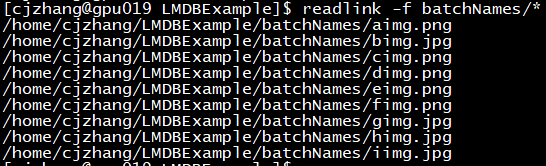 [cjzhang@gpu019 LMDBExample]$ readlink -f batchNames/*
/home/cjzhang/LMDBExample/batchNames/aimg.png
/home/cjzhang/LMDBExample/batchNames/bimg.jpg
/home/cjzhang/LMDBExample/batchNames/cimg.png
/home/cjzhang/LMDBExample/batchNames/dimg.png
/home/cjzhang/LMDBExample/batchNames/eimg.png
/home/cjzhang/LMDBExample/batchNames/fimg.png
/home/cjzhang/LMDBExample/batchNames/gimg.jpg
/home/cjzhang/LMDBExample/batchNames/himg.jpg
/home/cjzhang/LMDBExample/batchNames/iimg.jpg
[cjzhang@gpu019 LMDBExample]$